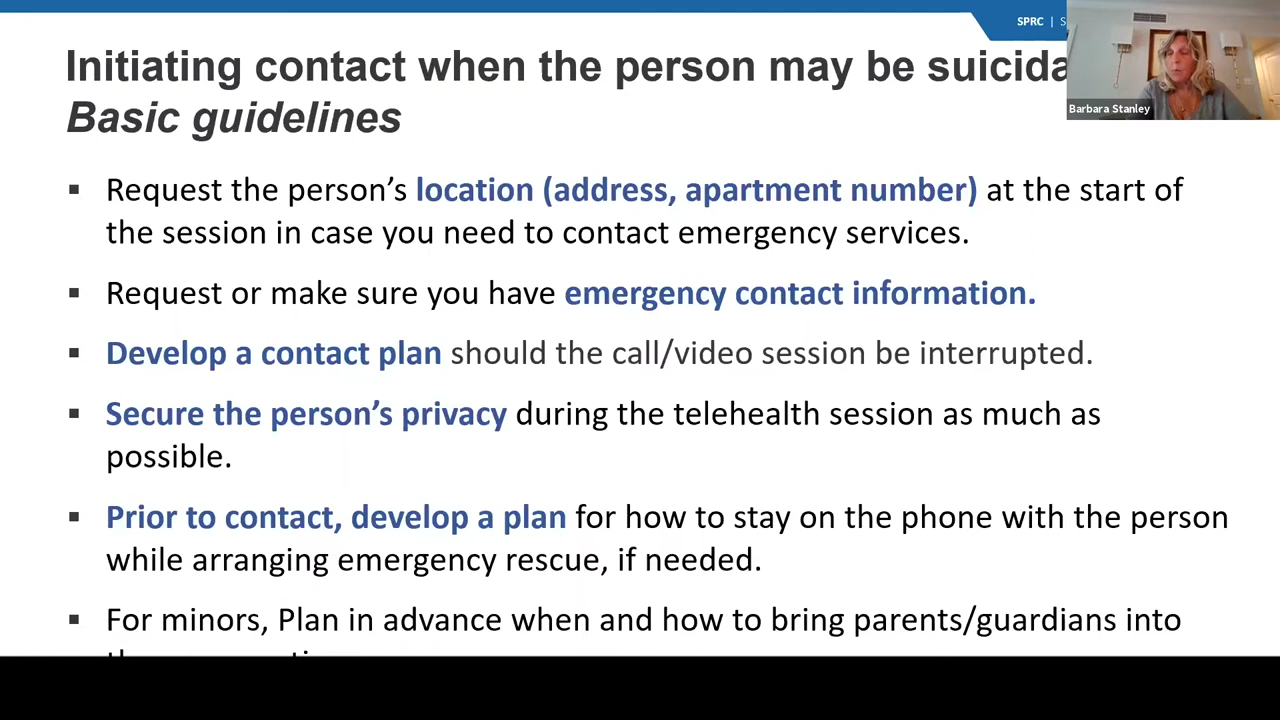 SPRC | S
Initiating contact when the person may be suicida
Basic guidelines
Barbara Stanley
▪ Request the person's location (address, apartment number) at the start of
the session in case you need to contact emergency services.
▪ Request or make sure you have emergency contact information.
▪ Develop a contact plan should the call/video session be interrupted.
▪ Secure the person's privacy during the telehealth session as much as
possible.
▪ Prior to contact, develop a plan for how to stay on the phone with the person
while arranging emergency rescue, if needed.
▪ For minors, Plan in advance when and how to bring parents/guardians into